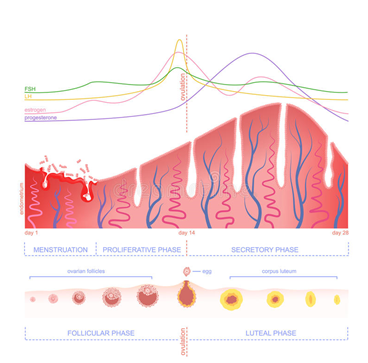 ovulation
FSH
LH
estrogen
progesterone
endometrium
day 1
day 14
day 28
MENSTRUATION
PROLIFERATIVE PHASE
SECRETORY PHASE
ovarian follicles
egg
corpus luteum
FOLLICULAR PHASE
ovulation
LUTEAL PHASE